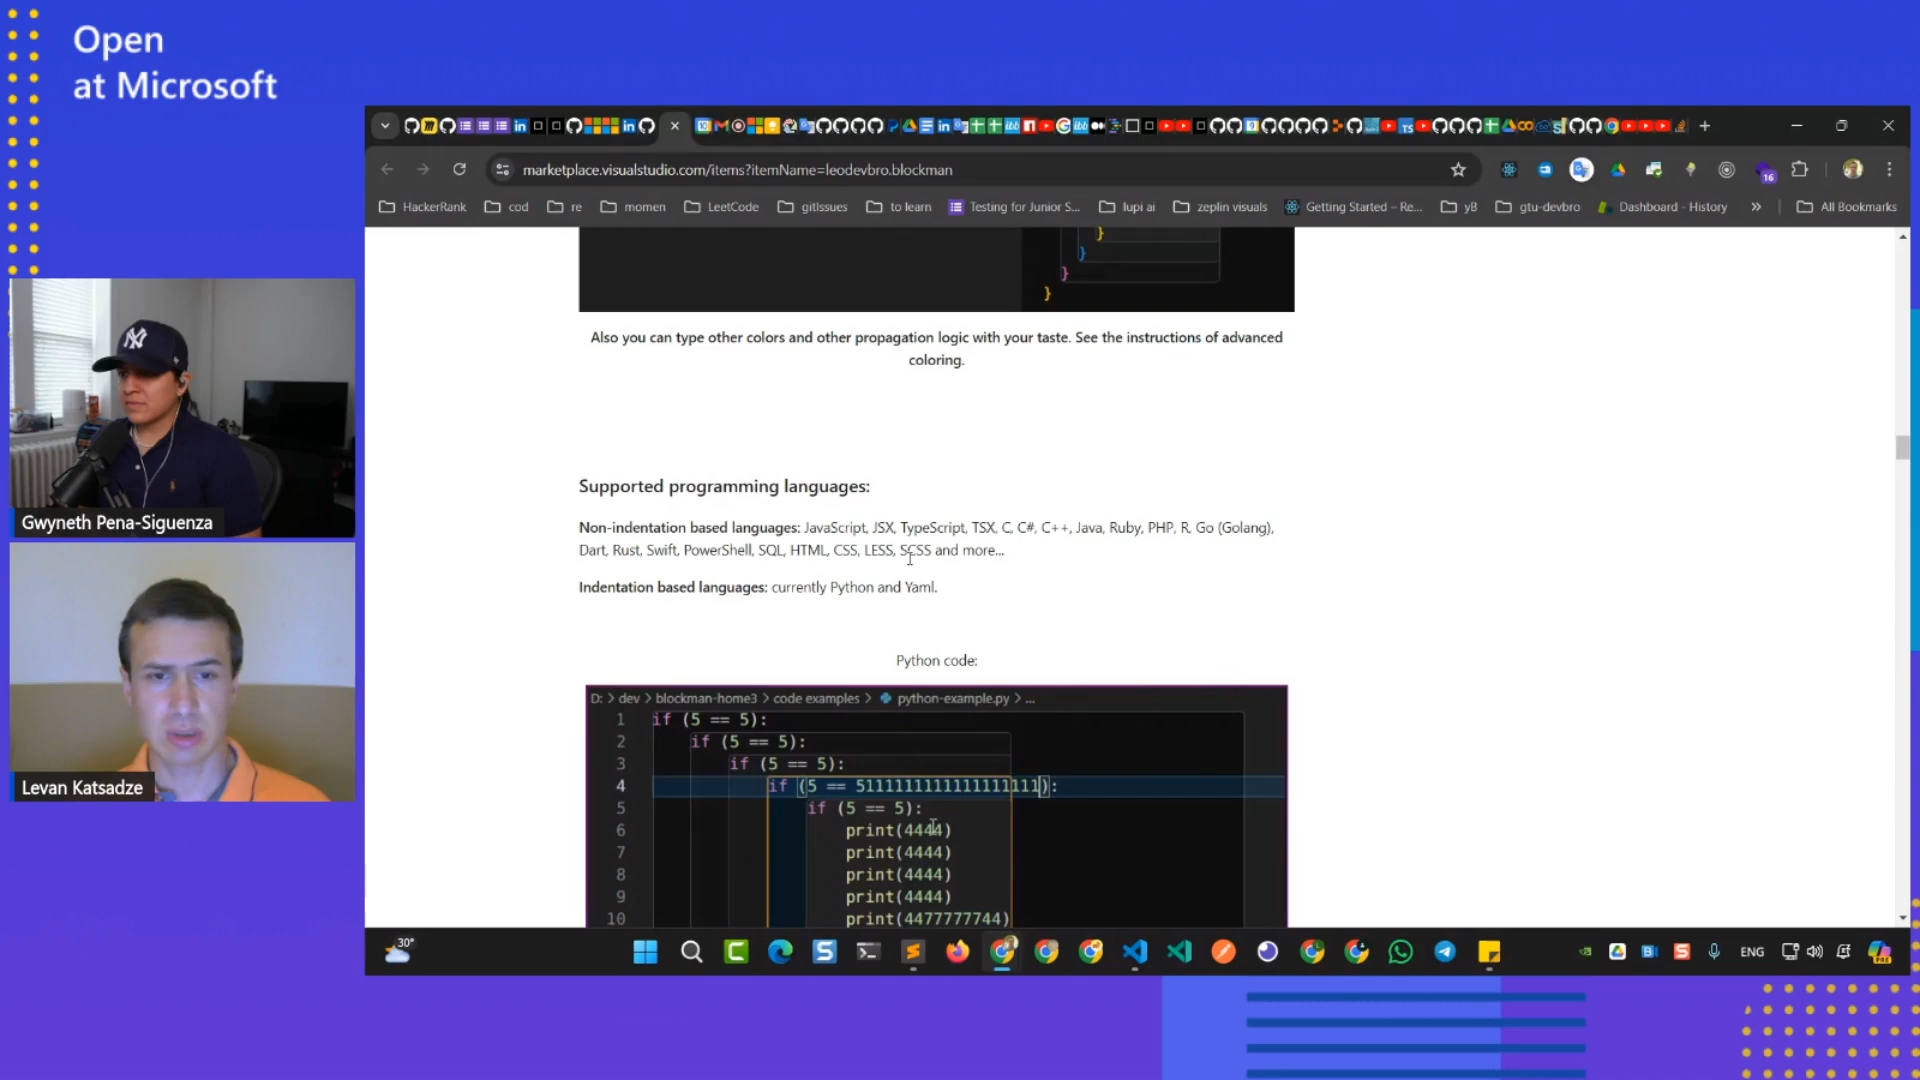 Open
at Microsoft
marketplace.visualstudio.com/items?itemName=leodevbro.blockman
16
HackerRank
cod
re
momen
LeetCode
gitIssues
to learn
Testing for Junior S...
lupi ai
zeplin visuals
Getting Started – Re...
yB
gtu-devbro
Dashboard - History
»
All Bookmarks
}
}
}
}
Also you can type other colors and other propagation logic with your taste. See the instructions of advanced
coloring.
Supported programming languages:
Non-indentation based languages: JavaScript, JSX, TypeScript, TSX, C, C#, C++, Java, Ruby, PHP, R, Go (Golang),
Dart, Rust, Swift, PowerShell, SQL, HTML, CSS, LESS, SCSS and more...
Indentation based languages: currently Python and Yaml.
Python code:
D: > dev > blockman-home3 > code examples > python-example.py > ...
1 if (5 == 5):
2 if (5 == 5):
3 if (5 == 5):
4 if (5 == 5111111111111111111):
5 if (5 == 5):
6 print(4444)
7 print(4444)
8 print(4444)
9 print(4444)
10 print(4477777744)
Gwyneth Pena-Siguenza
Levan Katsadze
30°
ENG